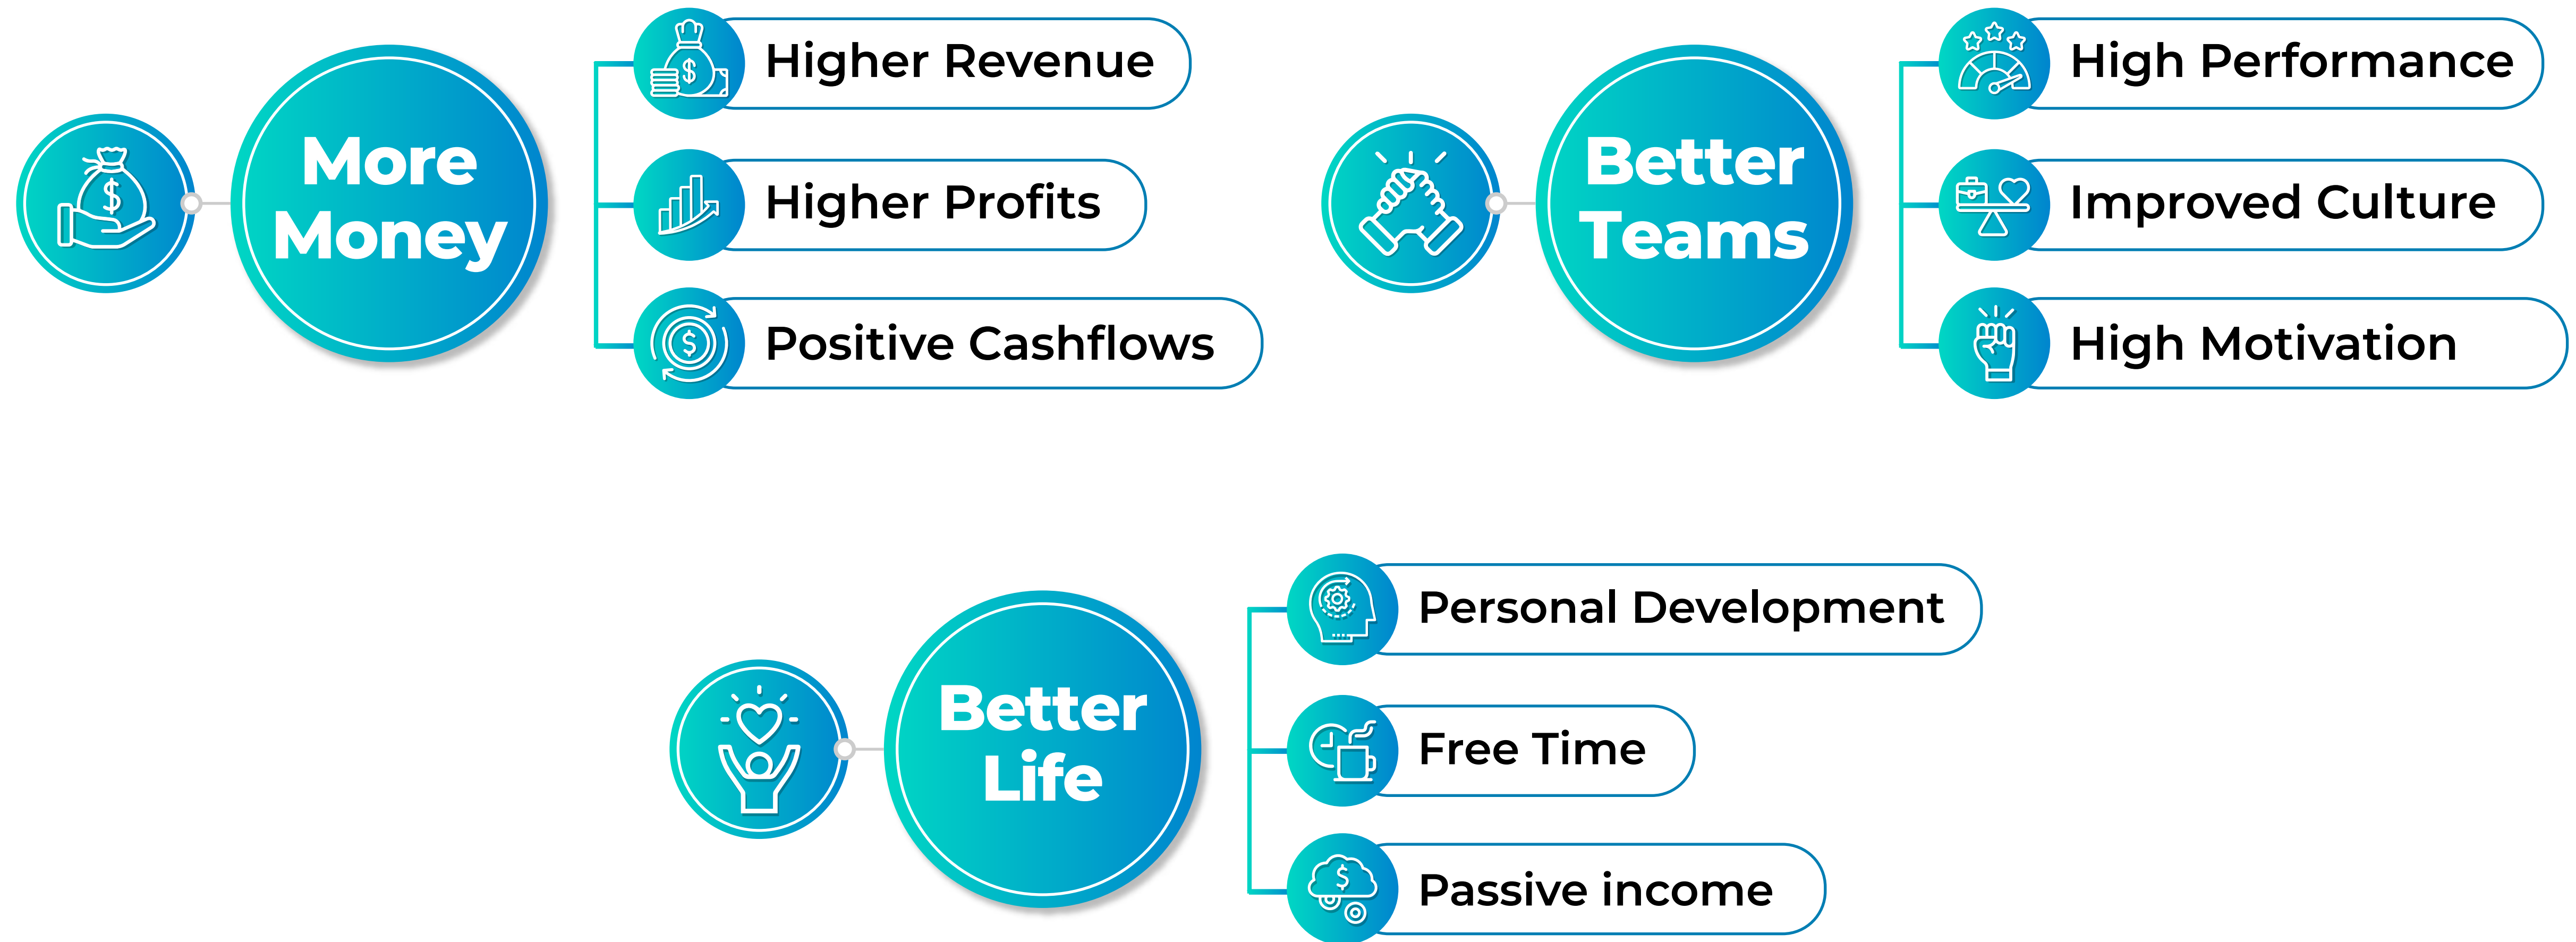 More
Money
Higher Revenue
Higher Profits
Positive Cashflows
Better
Teams
High Performance
Improved Culture
High Motivation
Better
Life
Personal Development
Free Time
Passive income